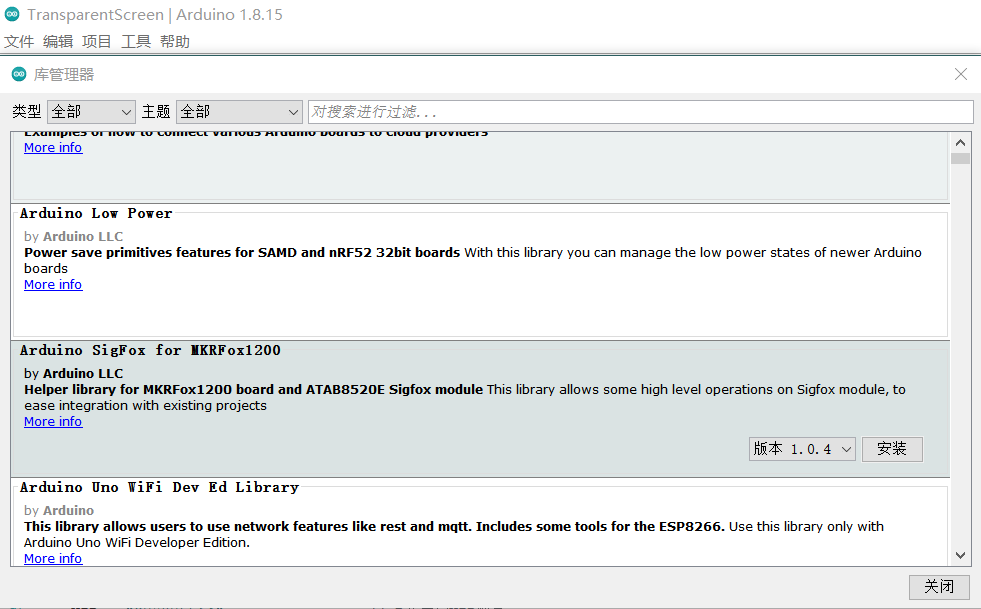 TransparentScreen | Arduino 1.8.15
文件 编辑 项目 工具 帮助
库管理器
类型 全部 主题 全部 对搜索进行过滤...
Examples of how to connect various Arduino boards to cloud providers
More info
Arduino Low Power
by Arduino LLC
Power save primitives features for SAMD and nRF52 32bit boards With this library you can manage the low power states of newer Arduino
boards
More info
Arduino SigFox for MKRFox1200
by Arduino LLC
Helper library for MKRFox1200 board and ATAB8520E Sigfox module This library allows some high level operations on Sigfox module, to
ease integration with existing projects
More info
版本 1.0.4 安装
Arduino Uno WiFi Dev Ed Library
by Arduino
This library allows users to use network features like rest and mqtt. Includes some tools for the ESP8266. Use this library only with
Arduino Uno WiFi Developer Edition.
More info
关闭